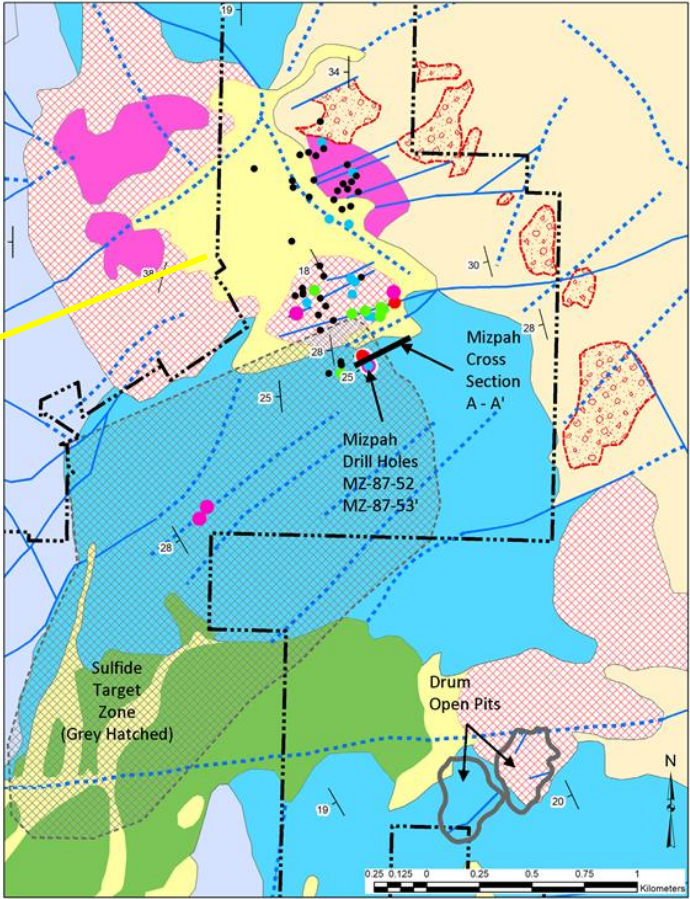 19
34
30
38
18
28
28
25
25
Mizpah
Cross
Section
A - A'
Mizpah
Drill Holes
MZ-87-52
MZ-87-53'
28
Sulfide
Target
Zone
(Grey Hatched)
Drum
Open Pits
19
20
N
0.25 0.125 0 0.25 0.5 0.75 1
Kilometers